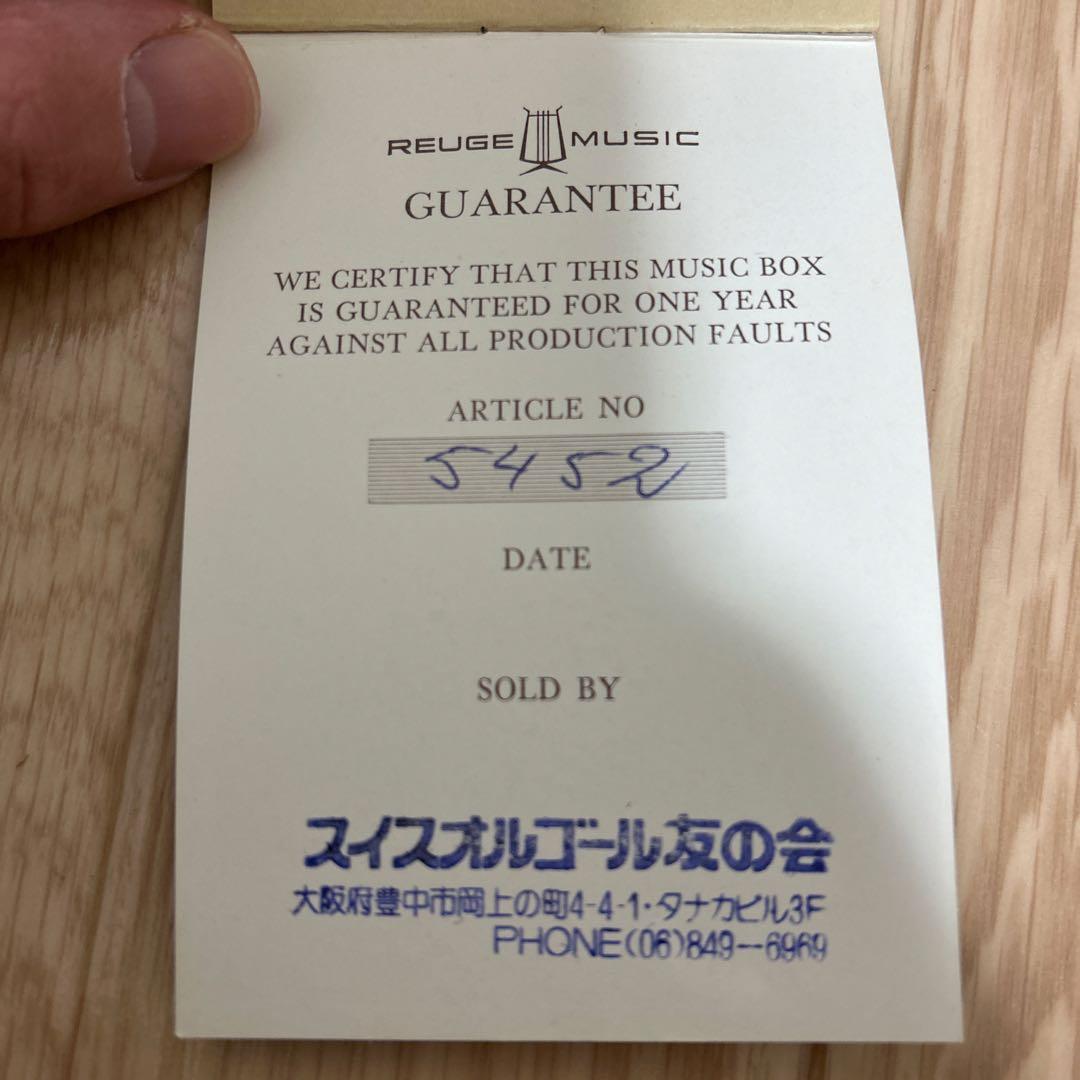 REUGE MUSIC
GUARANTEE
WE CERTIFY THAT THIS MUSIC BOX
IS GUARANTEED FOR ONE YEAR
AGAINST ALL PRODUCTION FAULTS
ARTICLE NO
5452
DATE
SOLD BY
スイスオルゴール友の会
大阪府豊中市岡上の町4-4-1・タナカビル3F
PHONE(06)849--6969